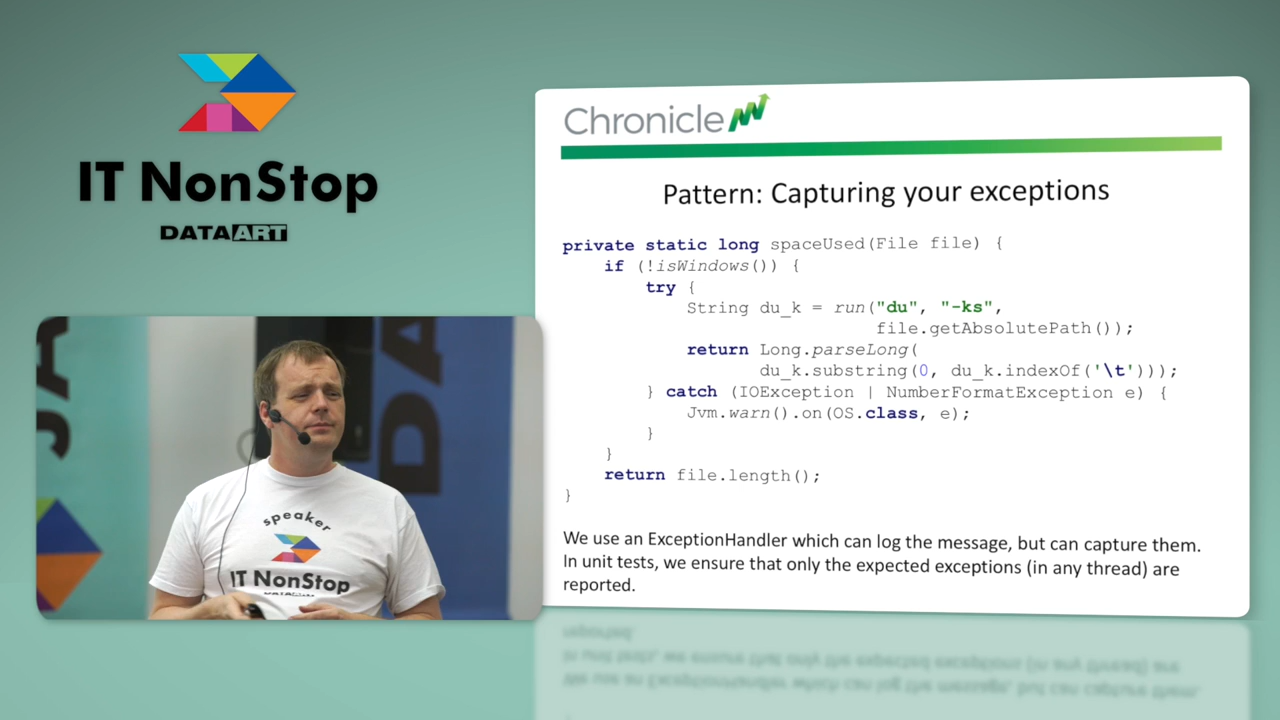 IT NonStop
DATAART
Chronicle
Pattern: Capturing your exceptions
private static long spaceUsed(File file) {
if (!isWindows()) {
try {
String du_k = run("du", "-ks",
file.getAbsolutePath());
return Long.parseLong(
du_k.substring(0, du_k.indexOf('\t')));
} catch (IOException | NumberFormatException e) {
Jvm.warn().on(OS.class, e);
}
}
return file.length();
}
We use an ExceptionHandler which can log the message, but can capture them.
In unit tests, we ensure that only the expected exceptions (in any thread) are
reported.
speaker
IT NonStop
DA
DA